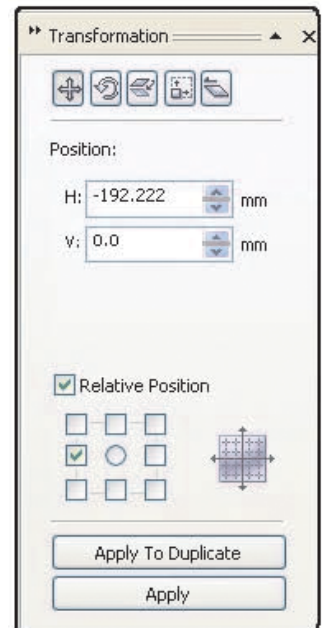 Transformation
Position:
H: -192.222 mm
V: 0.0 mm
Relative Position
Apply To Duplicate
Apply